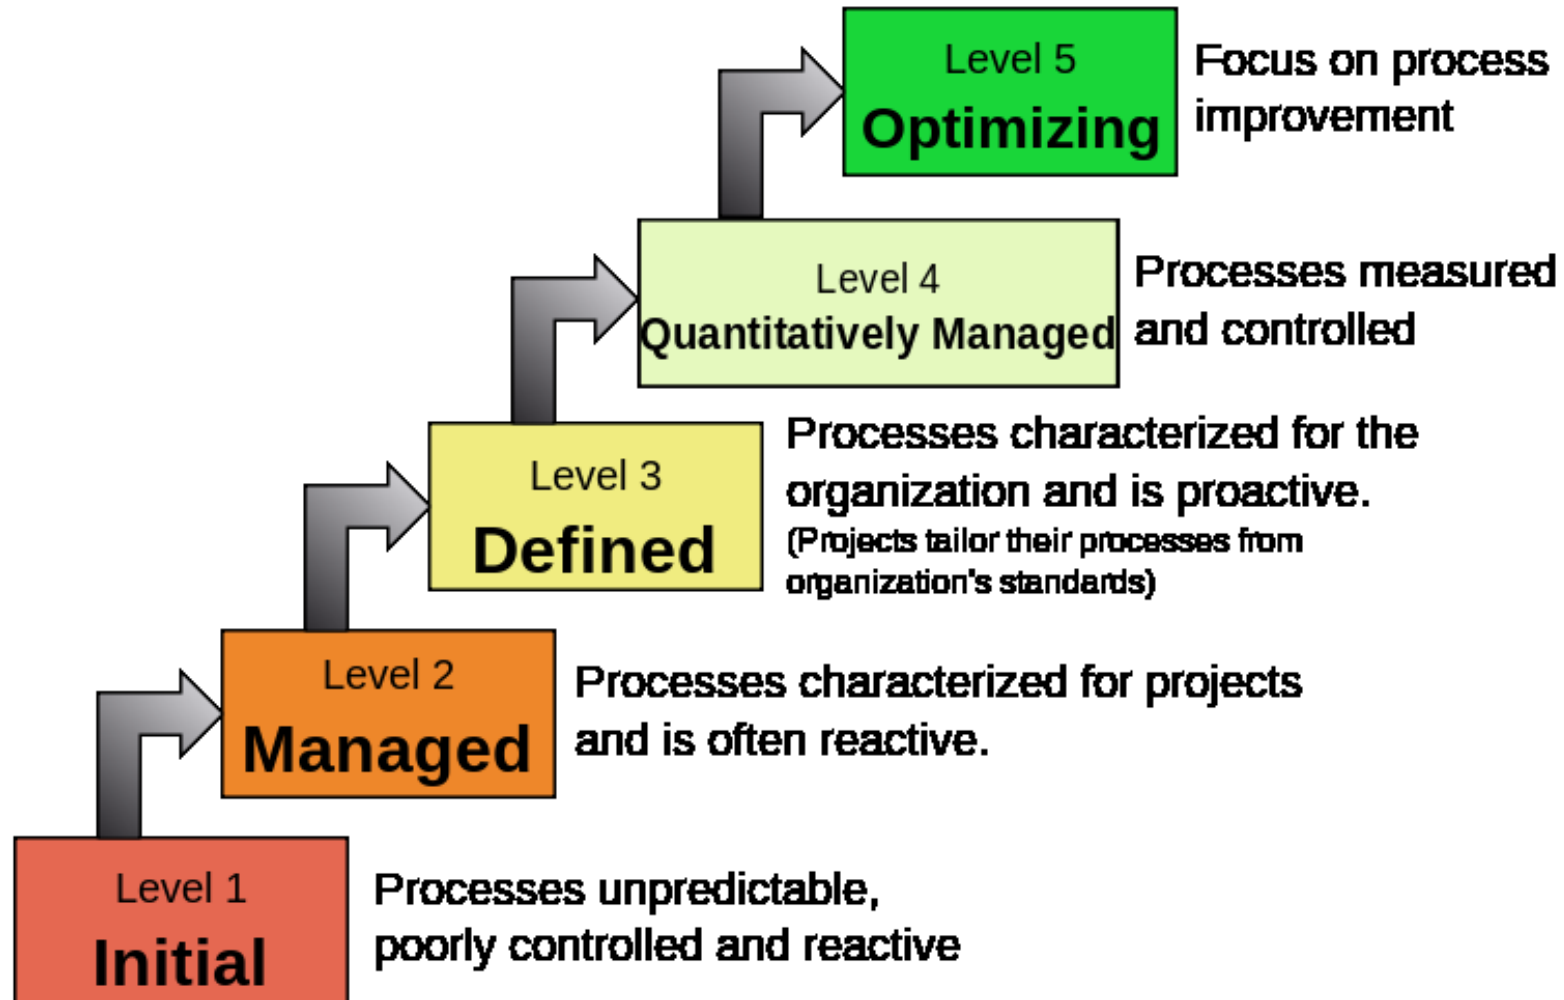 Level 5
Optimizing
Focus on process
improvement
Level 4
Quantitatively Managed
Processes measured
and controlled
Level 3
Defined
Processes characterized for the
organization and is proactive.
(Projects tailor their processes from
organization's standards)
Level 2
Managed
Processes characterized for projects
and is often reactive.
Level 1
Initial
Processes unpredictable,
poorly controlled and reactive